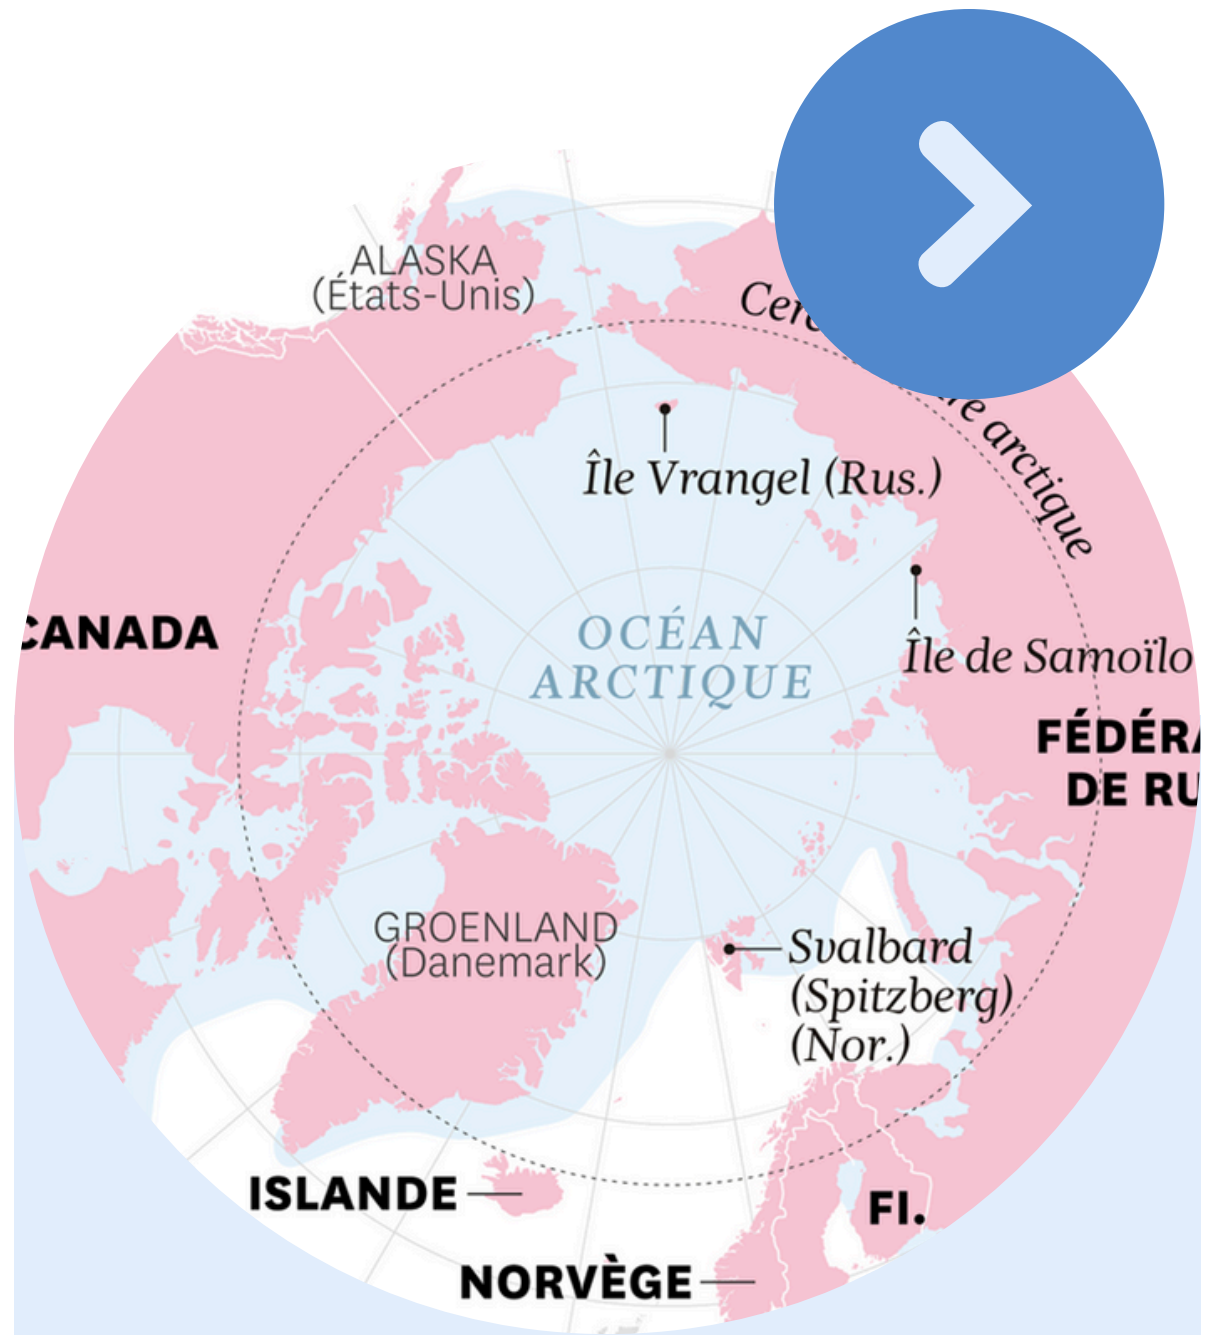 ALASKA
(États-Unis)
arctique
Île Vrangel (Rus.)
OCÉAN
ARCTIQUE
CANADA
Île de Samoïlo
FÉDÉRA
DE RU
GROENLAND
(Danemark)
Svalbard
(Spitzberg)
(Nor.)
ISLANDE
FI.
NORVÈGE